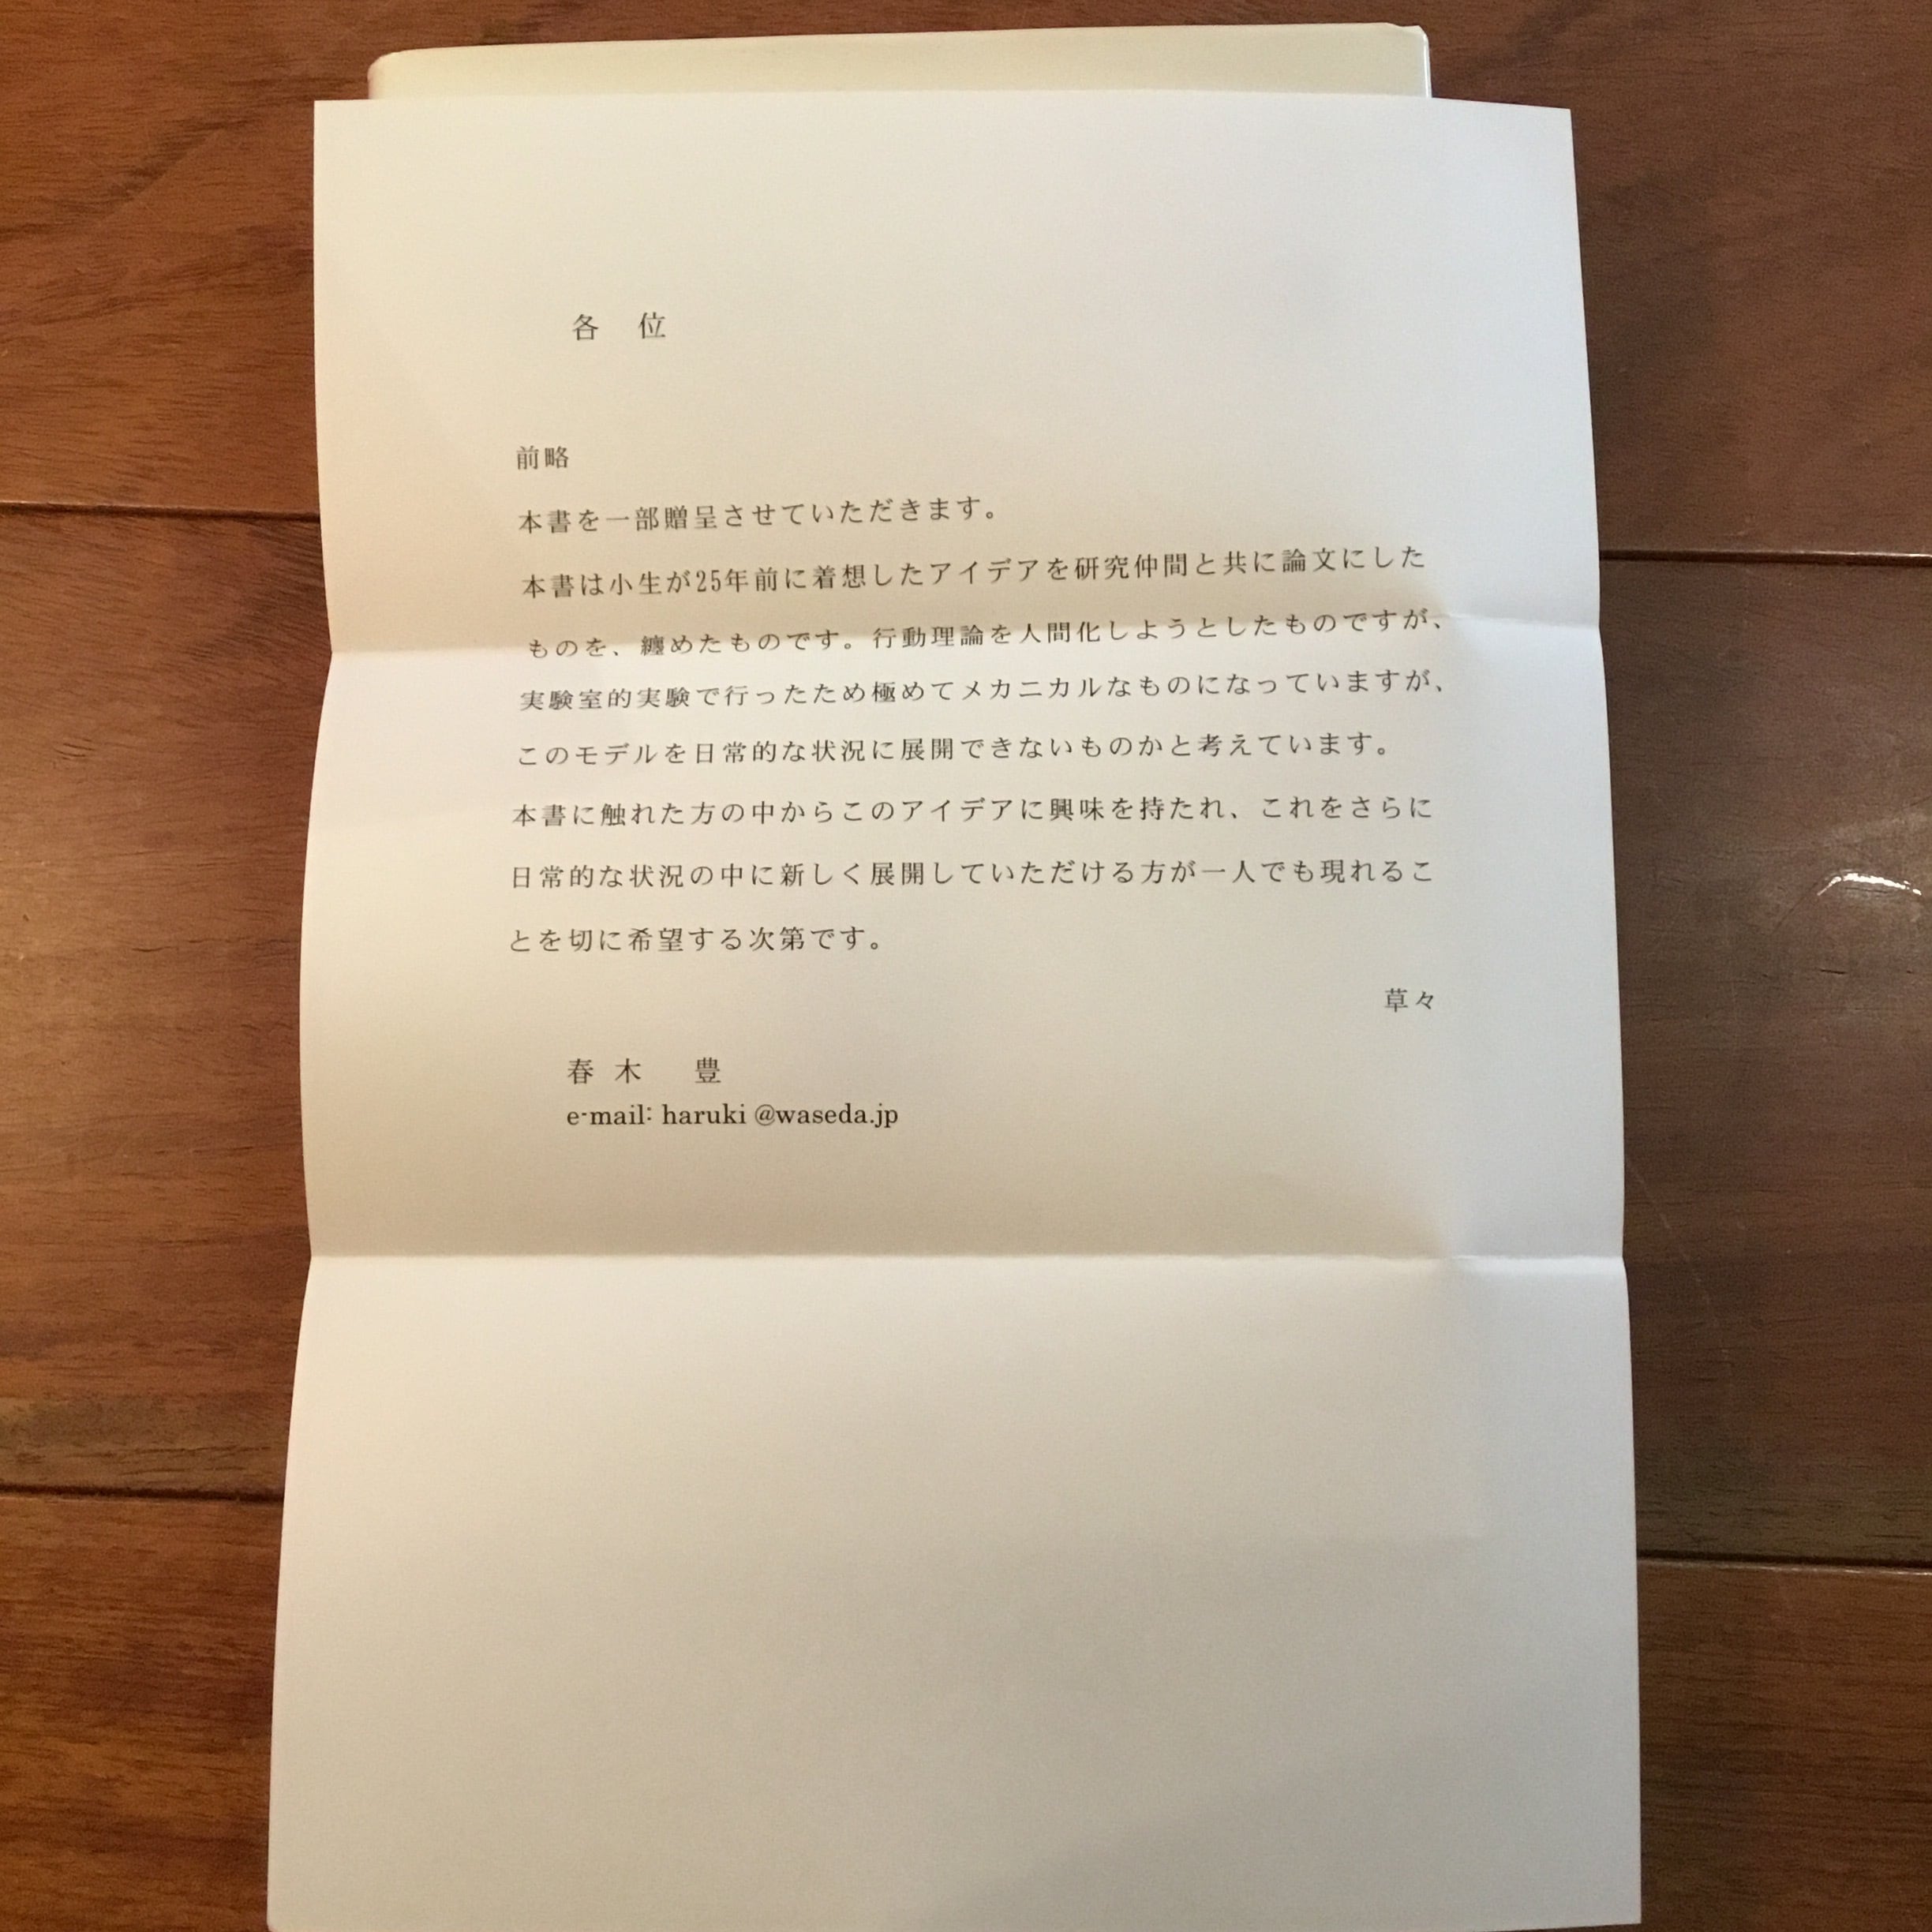 各　位
前略
本書を一部贈呈させていただきます。
本書は小生が25年前に着想したアイデアを研究仲間と共に論文にした
ものを、纏めたものです。行動理論を人間化しようとしたものですが、
実験室的実験で行ったため極めてメカニカルなものになっていますが、
このモデルを日常的な状況に展開できないものかと考えています。
本書に触れた方の中からこのアイデアに興味を持たれ、これをさらに
日常的な状況の中に新しく展開していただける方が一人でも現れるこ
とを切に希望する次第です。
草々
春 木　豊
e-mail: haruki @waseda.jp